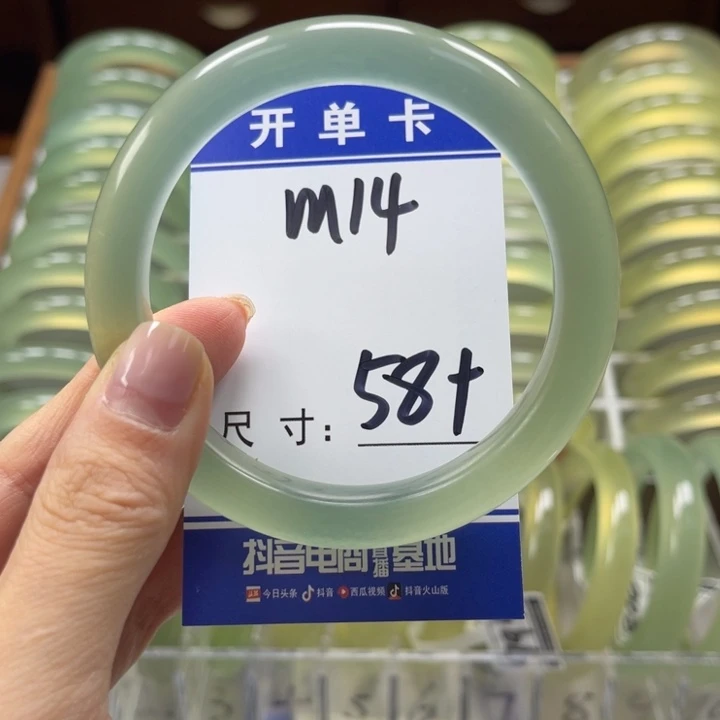 开单卡
m14
尺寸: 58+
抖音电商直播基地
今日头条 抖音 西瓜视频 抖音火山版